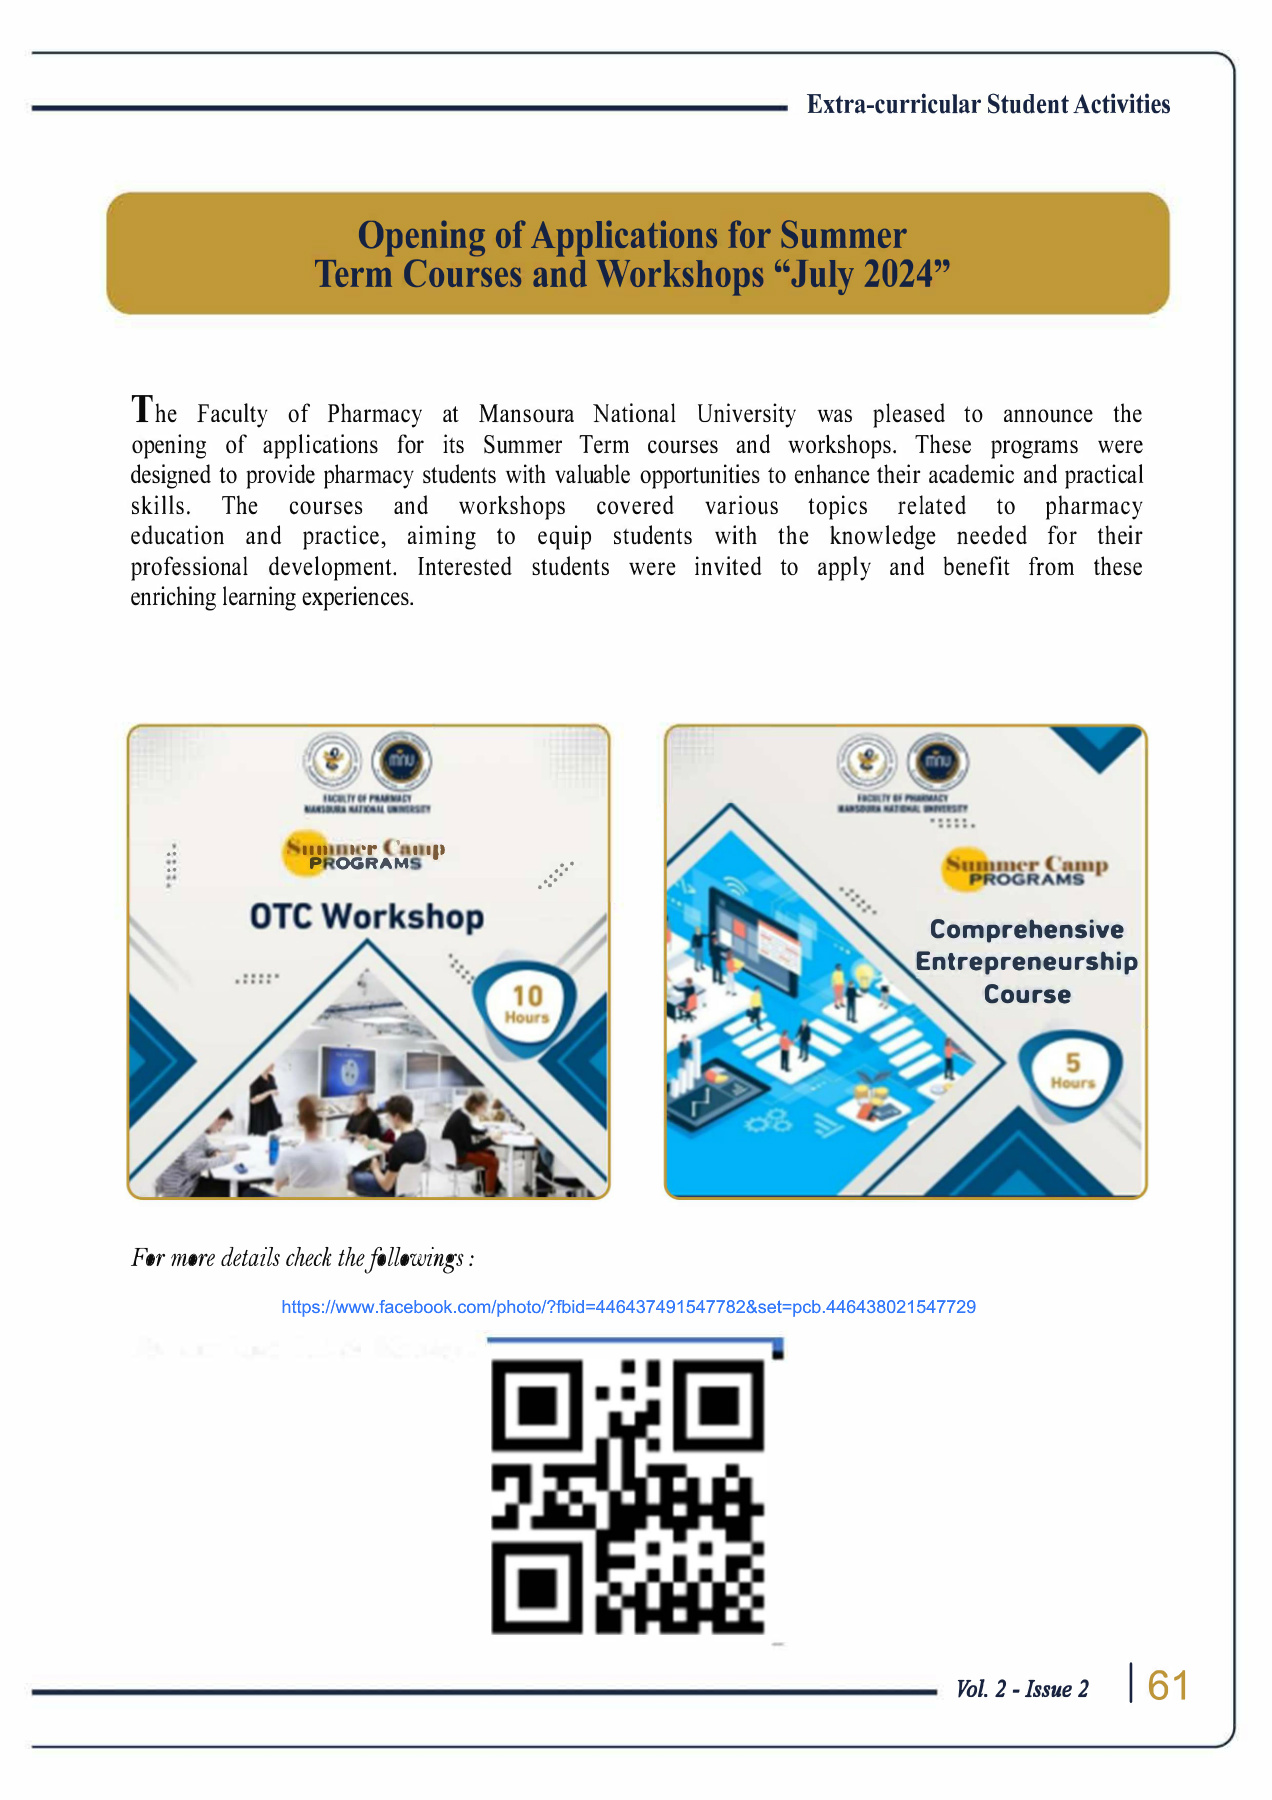 Extra-curricular Student Activities
Opening of Applications for Summer
Term Courses and Workshops “July 2024”
The Faculty of Pharmacy at Mansoura National University was pleased to announce the
opening of applications for its Summer Term courses and workshops. These programs were
designed to provide pharmacy students with valuable opportunities to enhance their academic and practical
skills. The courses and workshops covered various topics related to pharmacy
education and practice, aiming to equip students with the knowledge needed for their
professional development. Interested students were invited to apply and benefit from these
enriching learning experiences.
mnu
FACULTY OF PHARMACY
MANSOURA NATIONAL UNIVERSITY
Summer Camp
PROGRAMS
OTC Workshop
10
Hours
mnu
FACULTY OF PHARMACY
MANSOURA NATIONAL UNIVERSITY
Summer Camp
PROGRAMS
Comprehensive
Entrepreneurship
Course
5
Hours
For more details check the followings :
https://www.facebook.com/photo/?fbid=446437491547782&set=pcb.446438021547729
Vol. 2 - Issue 2
61